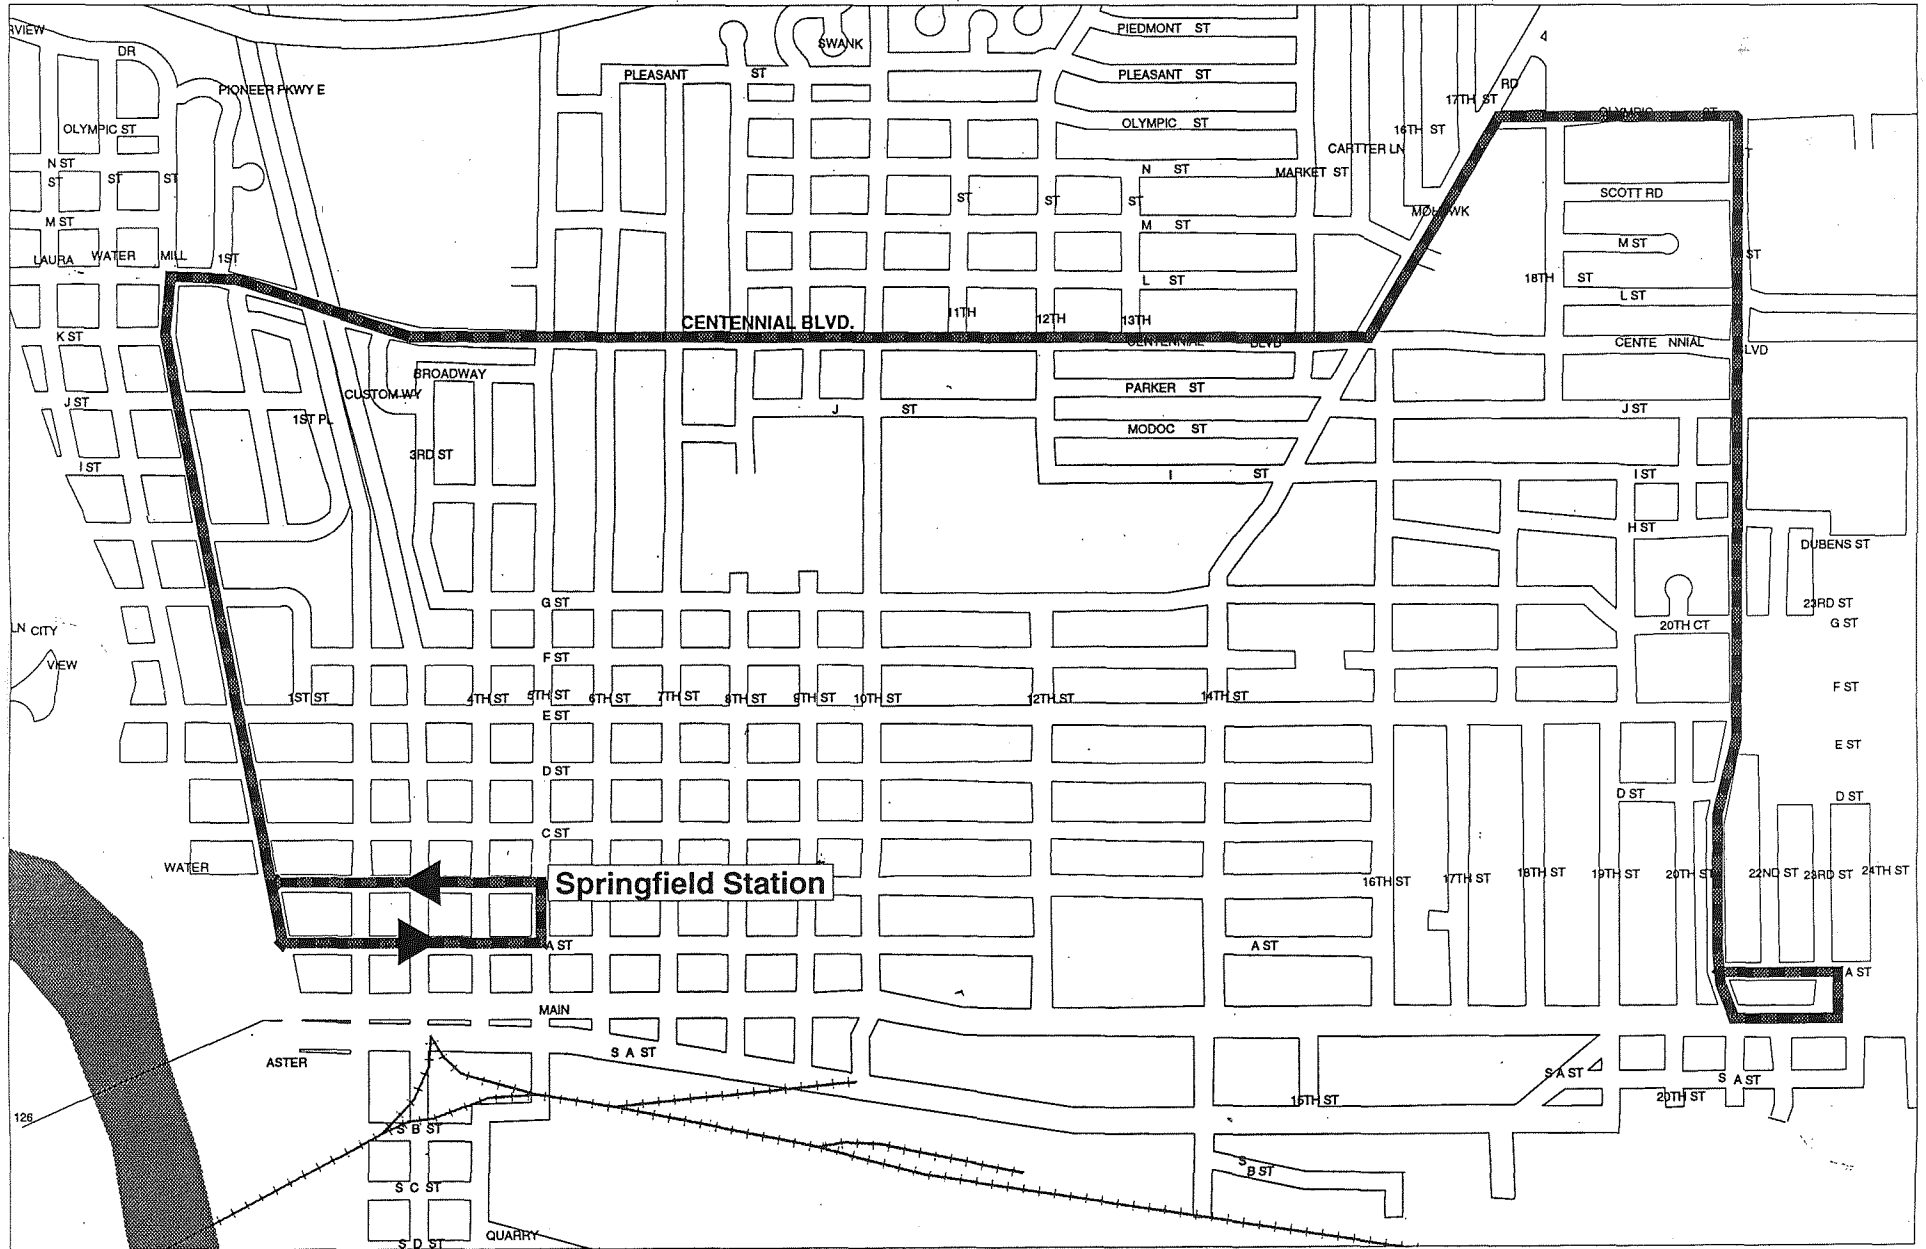 PIEDMONT ST
RVIEW
SWANK
DR
PLEASANT ST
PLEASANT ST
RD
PIONEER PKWY E
17TH ST
OLYMPIC ST
OLYMPIC ST
OLYMPIC ST
16TH ST
CARTTER LN
T
N ST
N ST
MARKET ST
ST
ST
ST
SCOTT RD
ST
ST
ST
MOHAWK
M ST
M ST
M ST
LAURA
WATER
MILL
1ST
ST
18TH ST
L ST
L ST
11TH
12TH
13TH
CENTENNIAL BLVD.
K ST
CENTENNIAL BLVD
CENTE NNIAL
LVD
BROADWAY
PARKER ST
CUSTOM WY
J ST
J ST
J ST
1ST PL
MODOC ST
3RD ST
I ST
I ST
I ST
H ST
DUBENS ST
G ST
23RD ST
G ST
20TH CT
LN CITY
VIEW
F ST
F ST
1ST ST
4TH ST
5TH ST
6TH ST
7TH ST
8TH ST
9TH ST
10TH ST
12TH ST
14TH ST
E ST
E ST
D ST
D ST
D ST
C ST
WATER
Springfield Station
16TH ST
17TH ST
18TH ST
19TH ST
20TH ST
22ND ST
23RD ST
24TH ST
A ST
A ST
A ST
MAIN
S A ST
ASTER
S A ST
S A ST
15TH ST
20TH ST
126
S B ST
S B ST
S C ST
QUARRY
S D ST